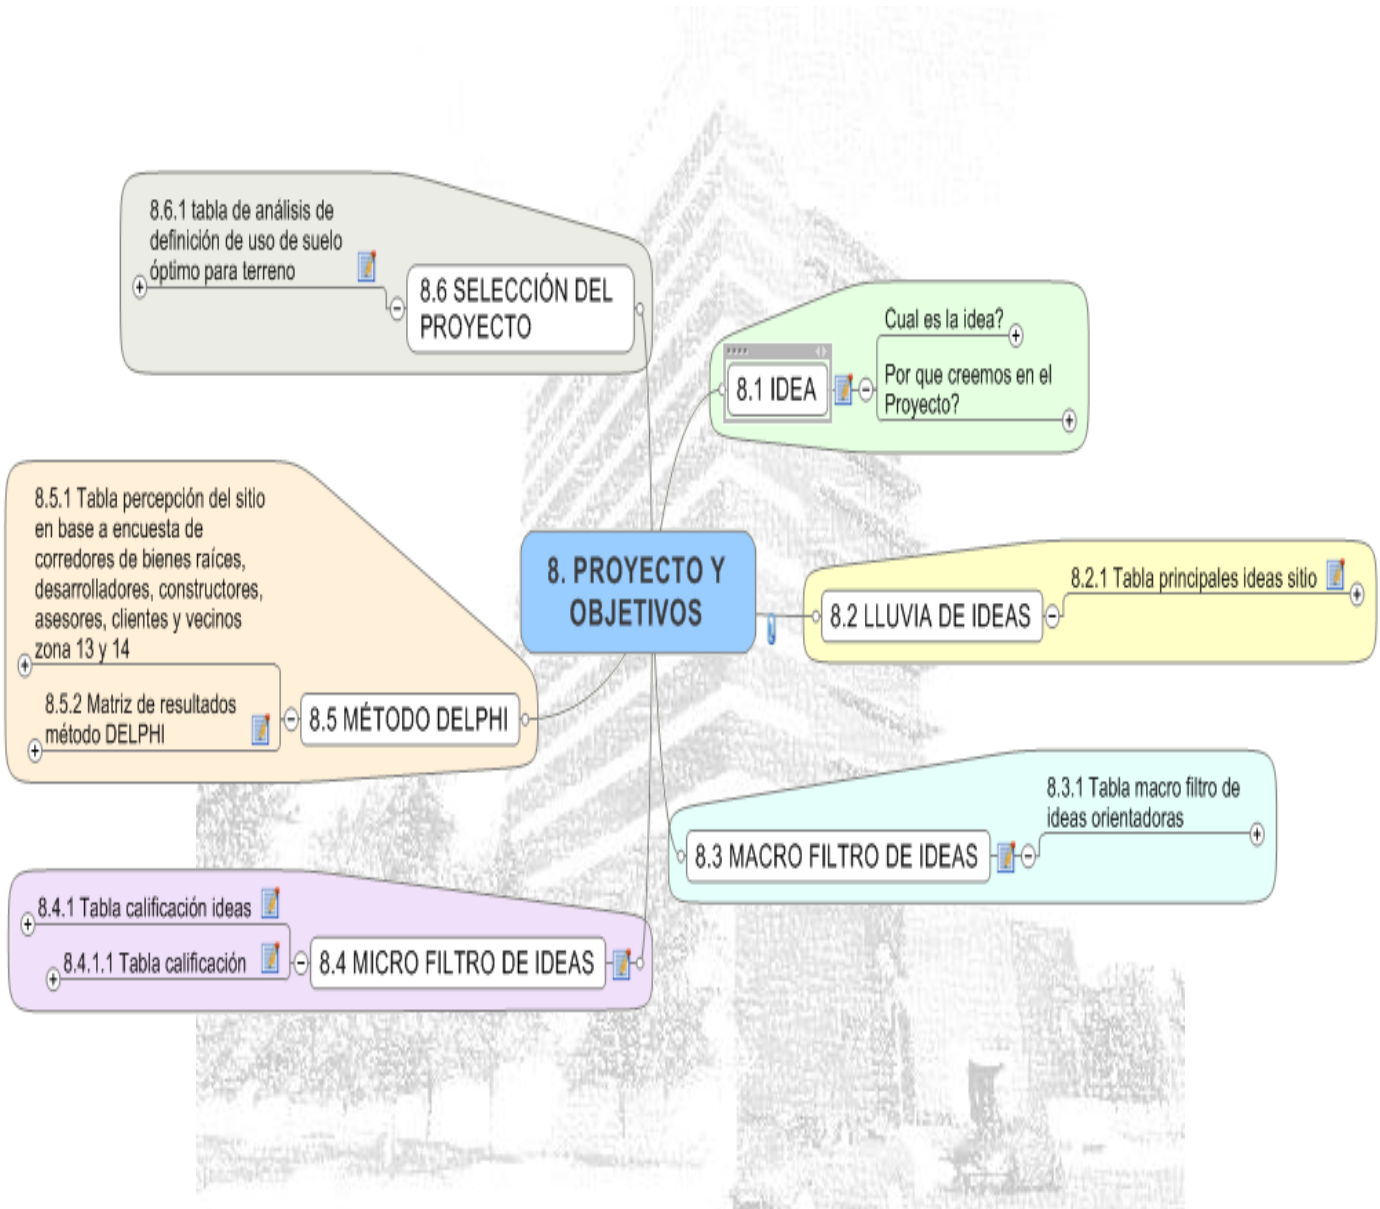 8. PROYECTO Y
OBJETIVOS
8.1 IDEA
Cual es la idea?
Por que creemos en el
Proyecto?
8.2 LLUVIA DE IDEAS
8.2.1 Tabla principales ideas sitio
8.3 MACRO FILTRO DE IDEAS
8.3.1 Tabla macro filtro de
ideas orientadoras
8.4 MICRO FILTRO DE IDEAS
8.4.1 Tabla calificación ideas
8.4.1.1 Tabla calificación
8.5 MÉTODO DELPHI
8.5.1 Tabla percepción del sitio
en base a encuesta de
corredores de bienes raíces,
desarrolladores, constructores,
asesores, clientes y vecinos
zona 13 y 14
8.5.2 Matriz de resultados
método DELPHI
8.6 SELECCIÓN DEL
PROYECTO
8.6.1 tabla de análisis de
definición de uso de suelo
óptimo para terreno